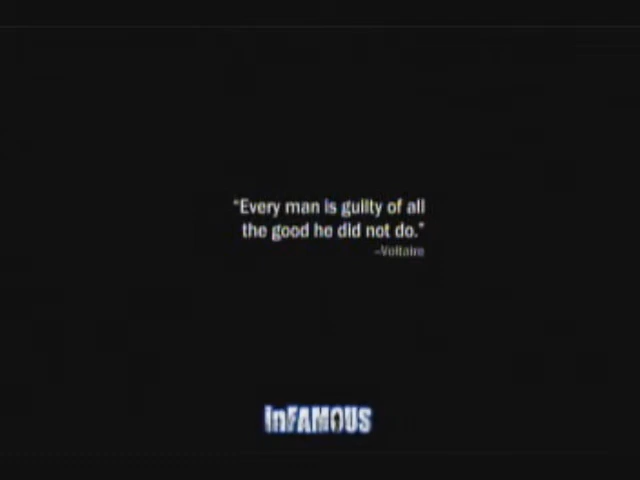 "Every man is guilty of all
the good he did not do."
–Voltaire
inFAMOUS